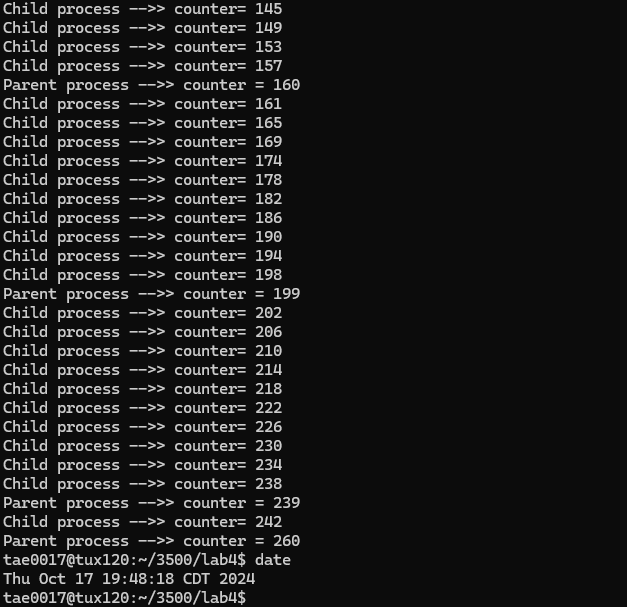 Child process -->> counter= 145
Child process -->> counter= 149
Child process -->> counter= 153
Child process -->> counter= 157
Parent process -->> counter = 160
Child process -->> counter= 161
Child process -->> counter= 165
Child process -->> counter= 169
Child process -->> counter= 174
Child process -->> counter= 178
Child process -->> counter= 182
Child process -->> counter= 186
Child process -->> counter= 190
Child process -->> counter= 194
Child process -->> counter= 198
Parent process -->> counter = 199
Child process -->> counter= 202
Child process -->> counter= 206
Child process -->> counter= 210
Child process -->> counter= 214
Child process -->> counter= 218
Child process -->> counter= 222
Child process -->> counter= 226
Child process -->> counter= 230
Child process -->> counter= 234
Child process -->> counter= 238
Parent process -->> counter = 239
Child process -->> counter= 242
Parent process -->> counter = 260
tae0017@tux120:~/3500/lab4$ date
Thu Oct 17 19:48:18 CDT 2024
tae0017@tux120:~/3500/lab4$